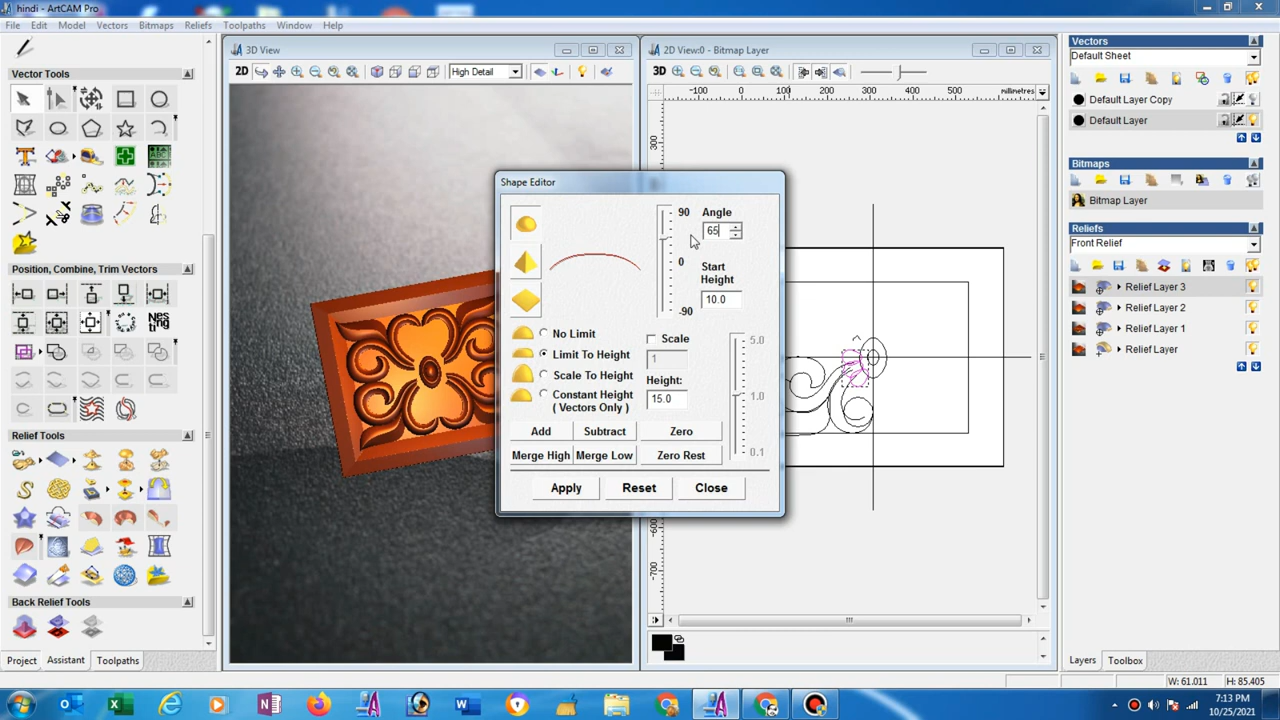 hindi - ArtCAM Pro
File Edit Model Vectors Bitmaps Reliefs Toolpaths Window Help
Vector Tools
Position, Combine, Trim Vectors
Nes
ting
Relief Tools
Back Relief Tools
Project Assistant Toolpaths
3D View
2D High Detail
2D View:0 - Bitmap Layer
3D
-100 0 100 200 300 400 500 millimetres
300
-600
-700
Shape Editor
90 Angle
65
0
Start
Height
10.0
-90
No Limit
Scale
5.0
Limit To Height
1
Scale To Height
Height:
Constant Height
( Vectors Only )
15.0
1.0
Add Subtract Zero
Merge High Merge Low Zero Rest
0.1
Apply Reset Close
Vectors
Default Sheet
Default Layer Copy
Default Layer
Bitmaps
Bitmap Layer
Reliefs
Front Relief
Relief Layer 3
Relief Layer 2
Relief Layer 1
Relief Layer
Layers Toolbox
W: 61.011 H: 85.405
7:13 PM
10/25/2021